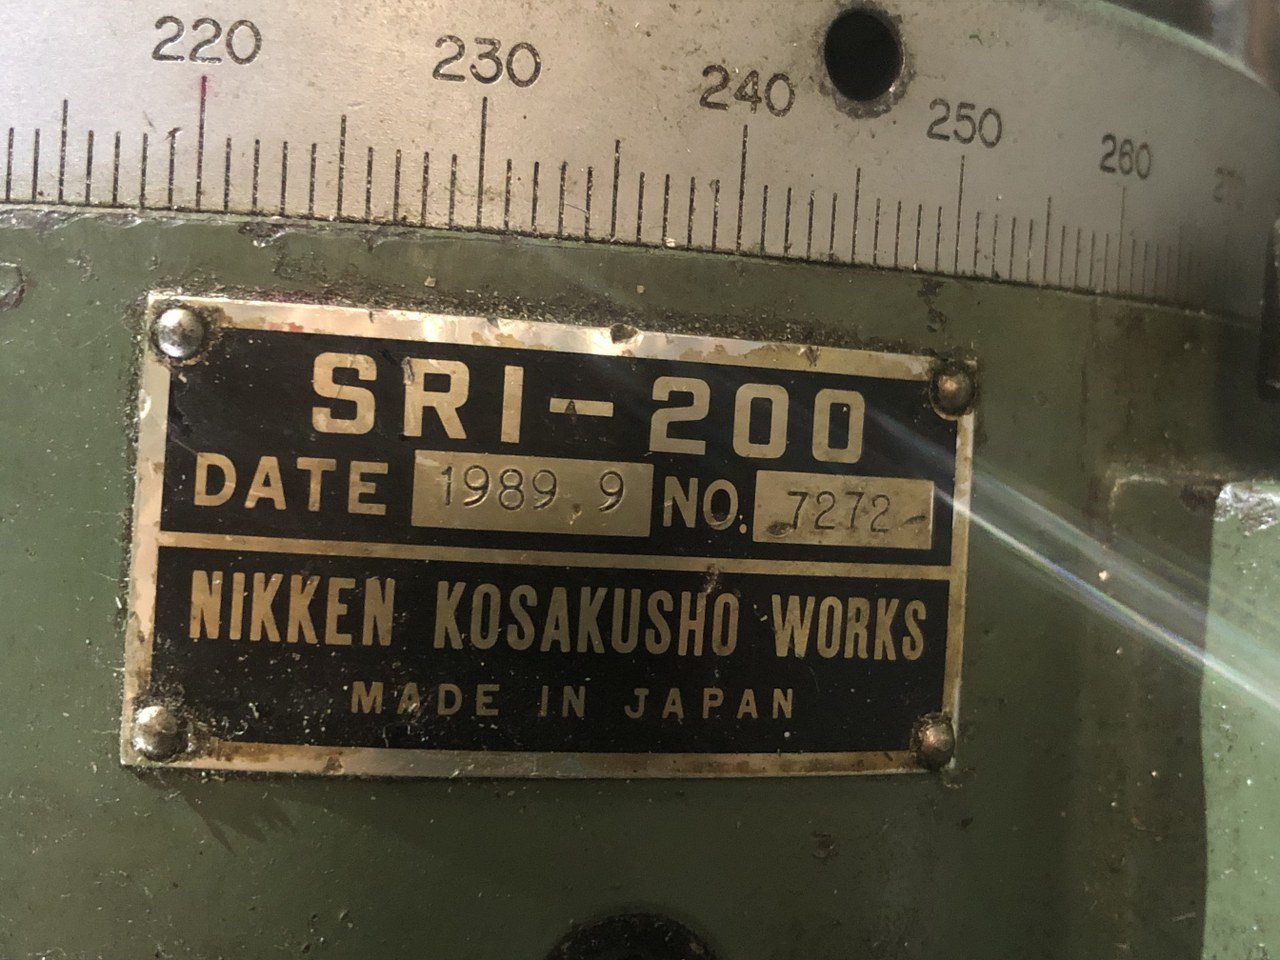 220 230 240 250 260
SRI-200
DATE 1989.9 NO. 7272
NIKKEN KOSAKUSHO WORKS
MADE IN JAPAN